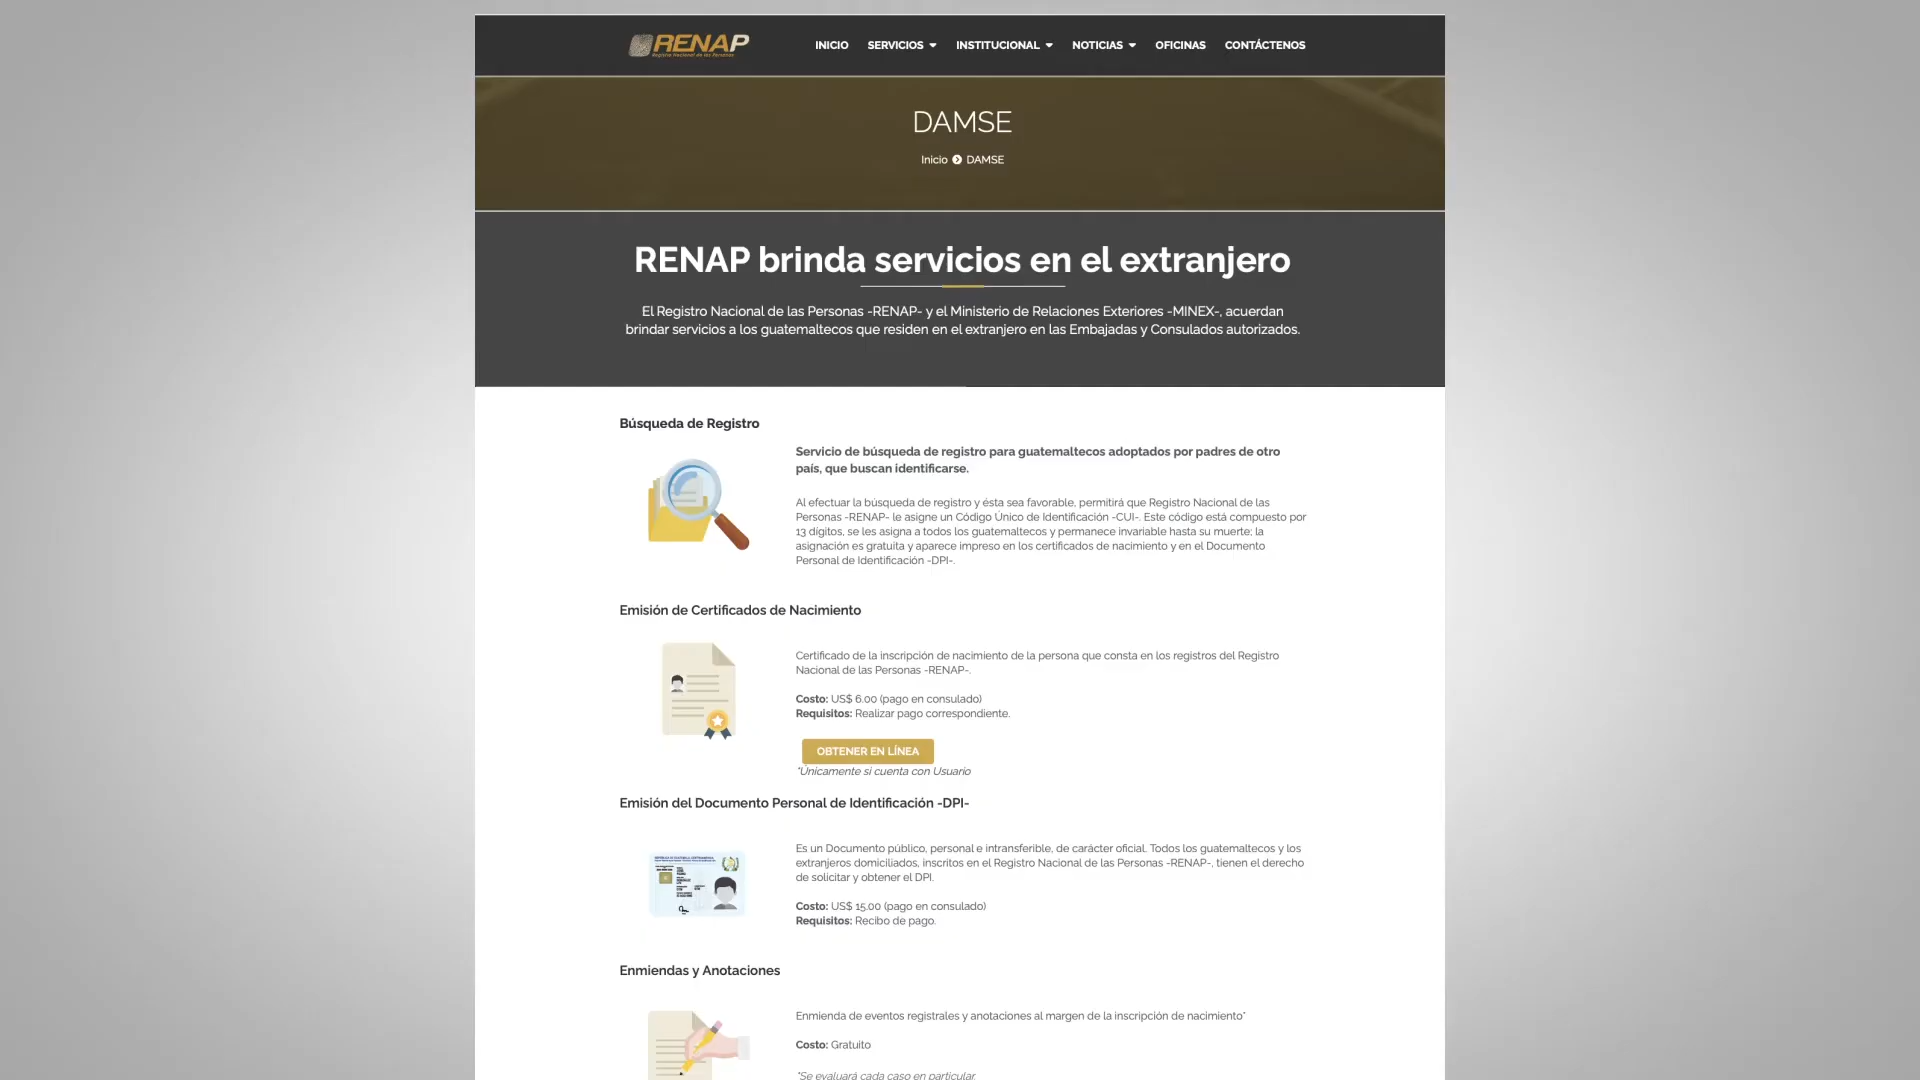 RENAP
Registro Nacional de las Personas
INICIO SERVICIOS INSTITUCIONAL NOTICIAS OFICINAS CONTÁCTENOS
DAMSE
Inicio DAMSE
RENAP brinda servicios en el extranjero
El Registro Nacional de las Personas -RENAP- y el Ministerio de Relaciones Exteriores -MINEX-, acuerdan
brindar servicios a los guatemaltecos que residen en el extranjero en las Embajadas y Consulados autorizados.
Búsqueda de Registro
Servicio de búsqueda de registro para guatemaltecos adoptados por padres de otro
país, que buscan identificarse.
Al efectuar la búsqueda de registro y ésta sea favorable, permitirá que Registro Nacional de las
Personas -RENAP- le asigne un Código Único de Identificación -CUI-. Este código está compuesto por
13 dígitos, se les asigna a todos los guatemaltecos y permanece invariable hasta su muerte; la
asignación es gratuita y aparece impreso en los certificados de nacimiento y en el Documento
Personal de Identificación -DPI-.
Emisión de Certificados de Nacimiento
Certificado de la inscripción de nacimiento de la persona que consta en los registros del Registro
Nacional de las Personas -RENAP-.
Costo: US$ 6.00 (pago en consulado)
Requisitos: Realizar pago correspondiente.
OBTENER EN LÍNEA
*Únicamente si cuenta con Usuario
Emisión del Documento Personal de Identificación -DPI-
Es un Documento público, personal e intransferible, de carácter oficial. Todos los guatemaltecos y los
extranjeros domiciliados, inscritos en el Registro Nacional de las Personas -RENAP-, tienen el derecho
de solicitar y obtener el DPI.
Costo: US$ 15.00 (pago en consulado)
Requisitos: Recibo de pago.
Enmiendas y Anotaciones
Enmienda de eventos registrales y anotaciones al margen de la inscripción de nacimiento*
Costo: Gratuito
*Se evaluará cada caso en particular.